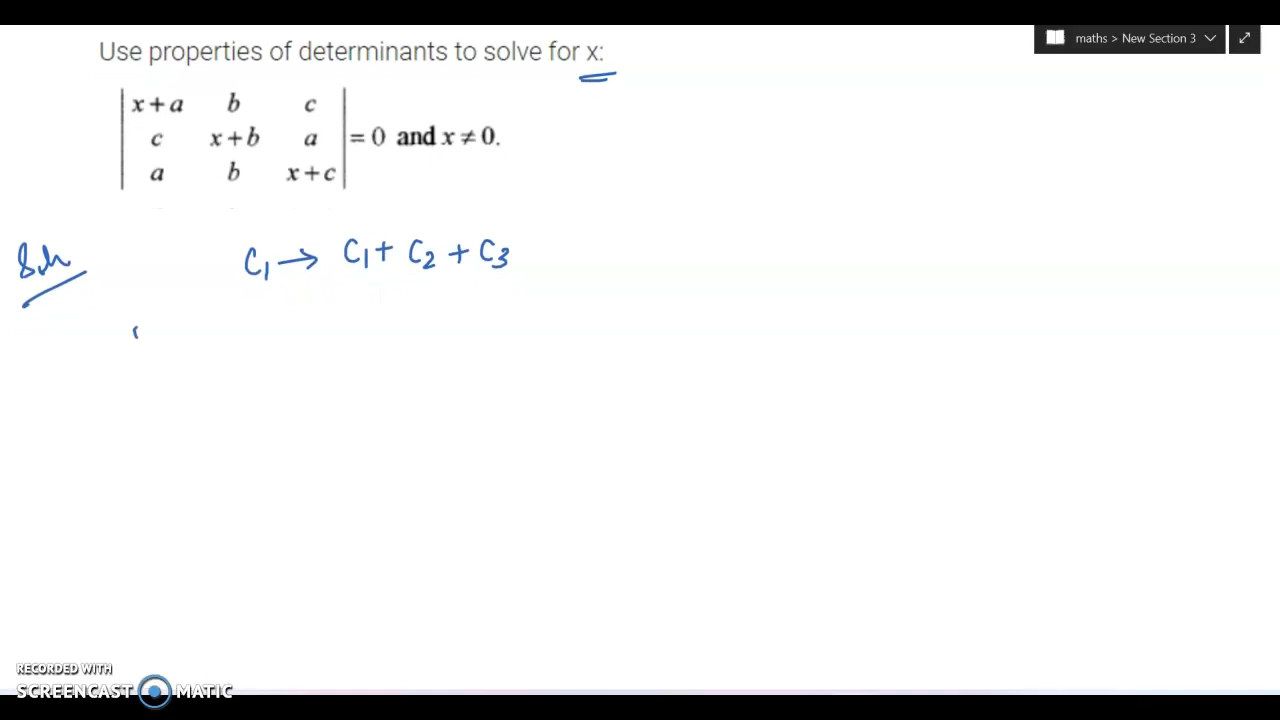 Use properties of determinants to solve for x:
maths > New Section 3
x+a b c
c x+b a = 0 and x ≠ 0.
a b x+c
Soln C₁ → C₁ + C₂ + C₃
RECORDED WITH
SCREENCAST MATIC